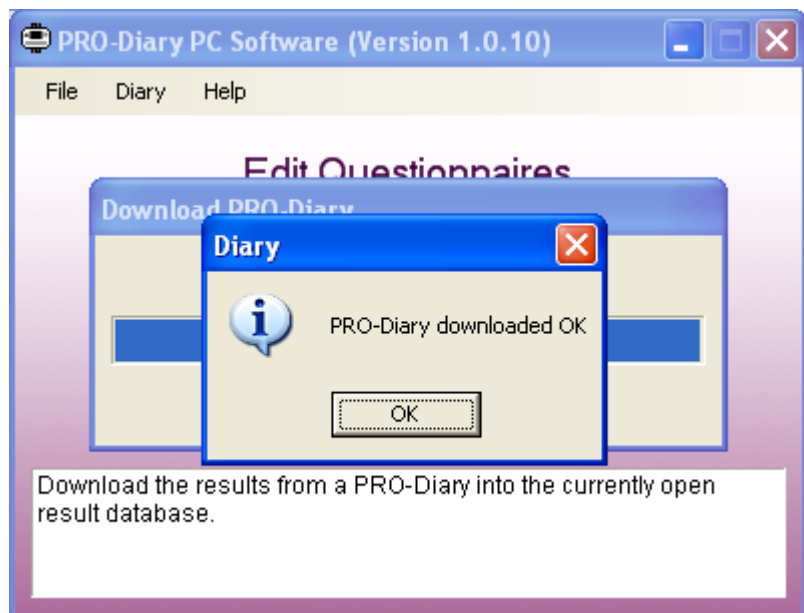 PRO-Diary PC Software (Version 1.0.10)
File Diary Help
Edit Questionnaires
Download PRO-Diary
Diary
PRO-Diary downloaded OK
OK
Download the results from a PRO-Diary into the currently open
result database.